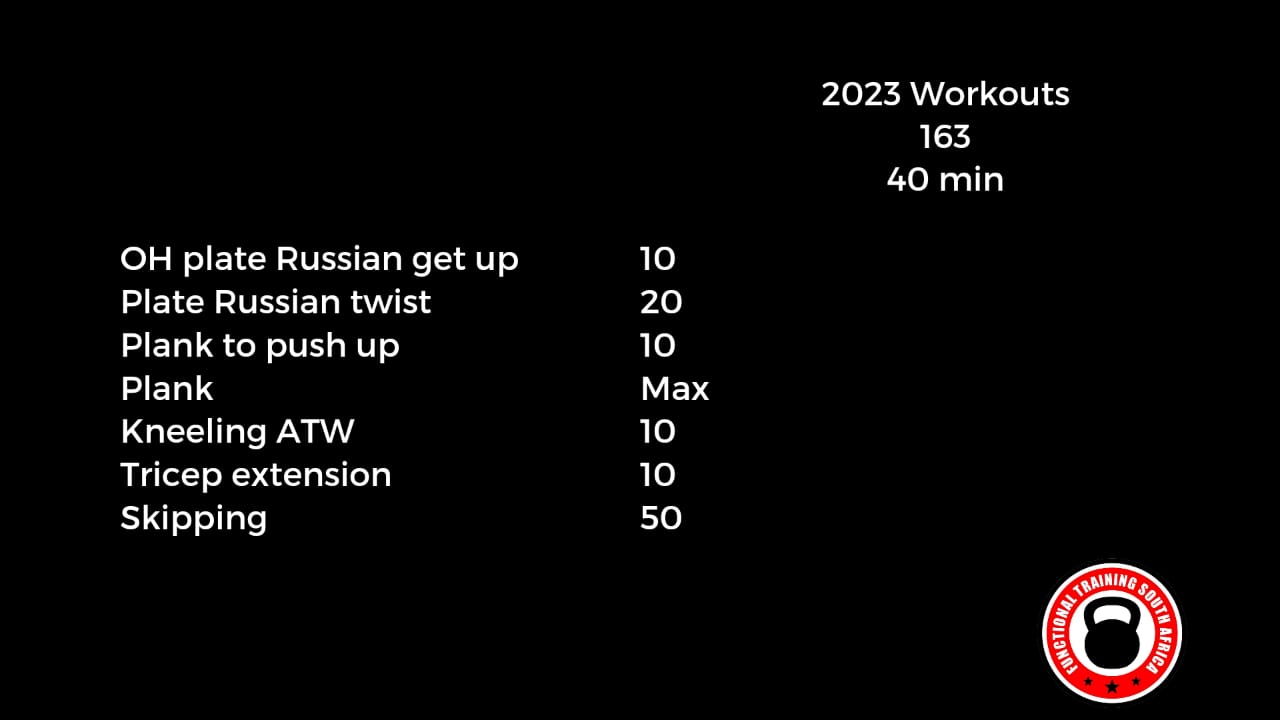 2023 Workouts
163
40 min
OH plate Russian get up 10
Plate Russian twist 20
Plank to push up 10
Plank Max
Kneeling ATW 10
Tricep extension 10
Skipping 50
FUNCTIONAL TRAINING SOUTH AFRICA